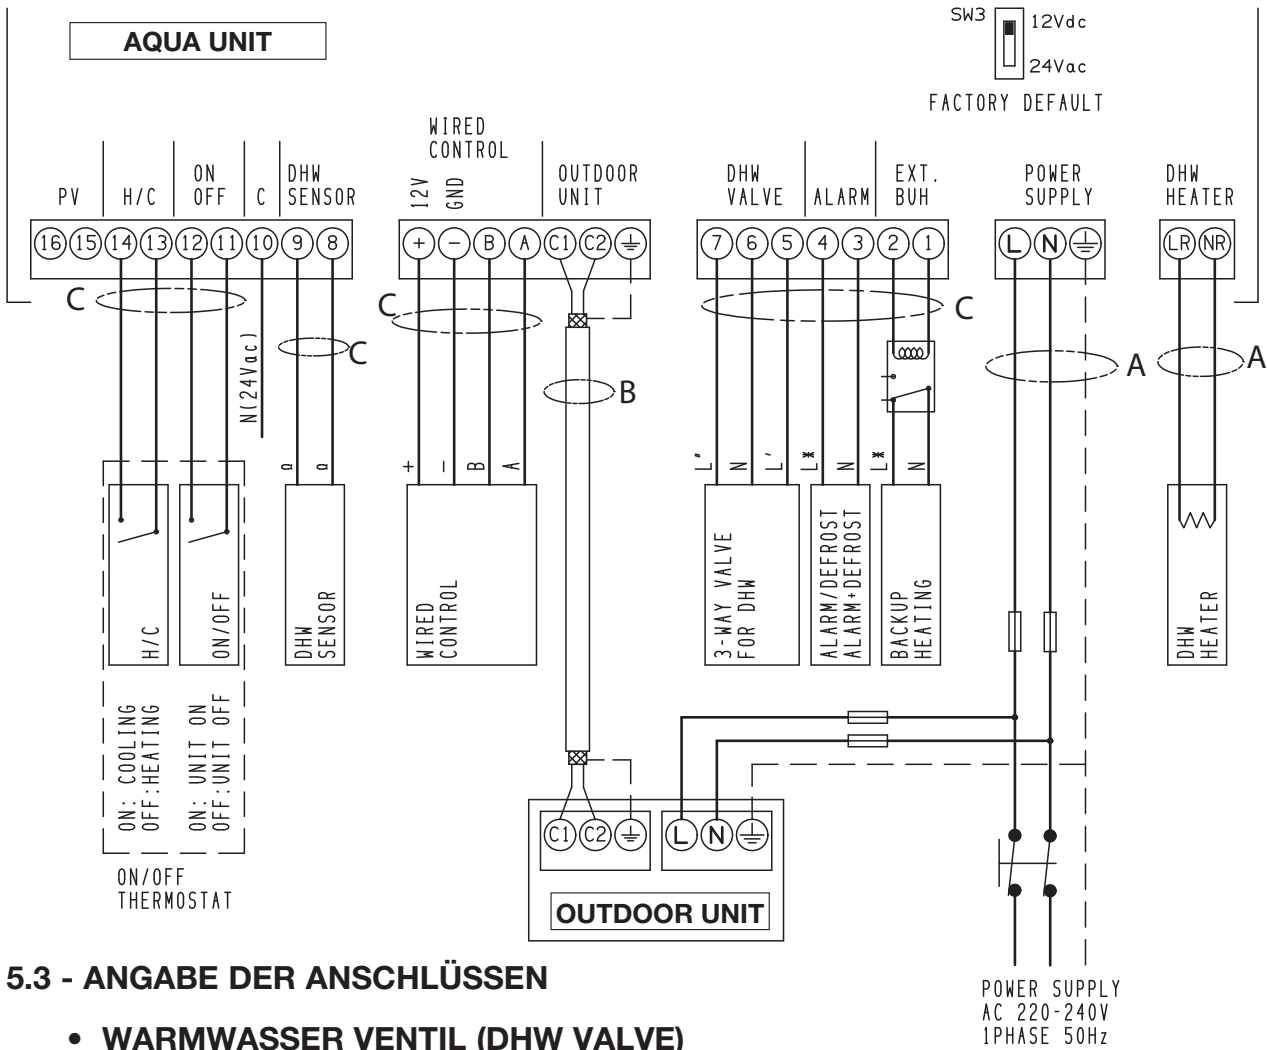 AQUA UNIT
SW3
12Vdc
24Vac
FACTORY DEFAULT
PV
H/C
ON
OFF
C
DHW
SENSOR
WIRED
CONTROL
12V
GND
OUTDOOR
UNIT
DHW
VALVE
ALARM
EXT.
BUH
POWER
SUPPLY
DHW
HEATER
16 15 14 13 12 11 10 9 8
+ - B A C1 C2
7 6 5 4 3 2 1
L N
LR NR
C
C
C
C
A
A
B
N(24Vac)
Ω Ω
+ - B A
L' N L' L* N L* N
H/C
ON/OFF
DHW
SENSOR
WIRED
CONTROL
3-WAY VALVE
FOR DHW
ALARM/DEFROST
ALARM+DEFROST
BACKUP
HEATING
DHW
HEATER
ON: COOLING
OFF:HEATING
ON: UNIT ON
OFF:UNIT OFF
ON/OFF
THERMOSTAT
C1 C2
L N
OUTDOOR UNIT
POWER SUPPLY
AC 220-240V
1PHASE 50Hz
5.3 - ANGABE DER ANSCHLÜSSEN
• WARMWASSER VENTIL (DHW VALVE)